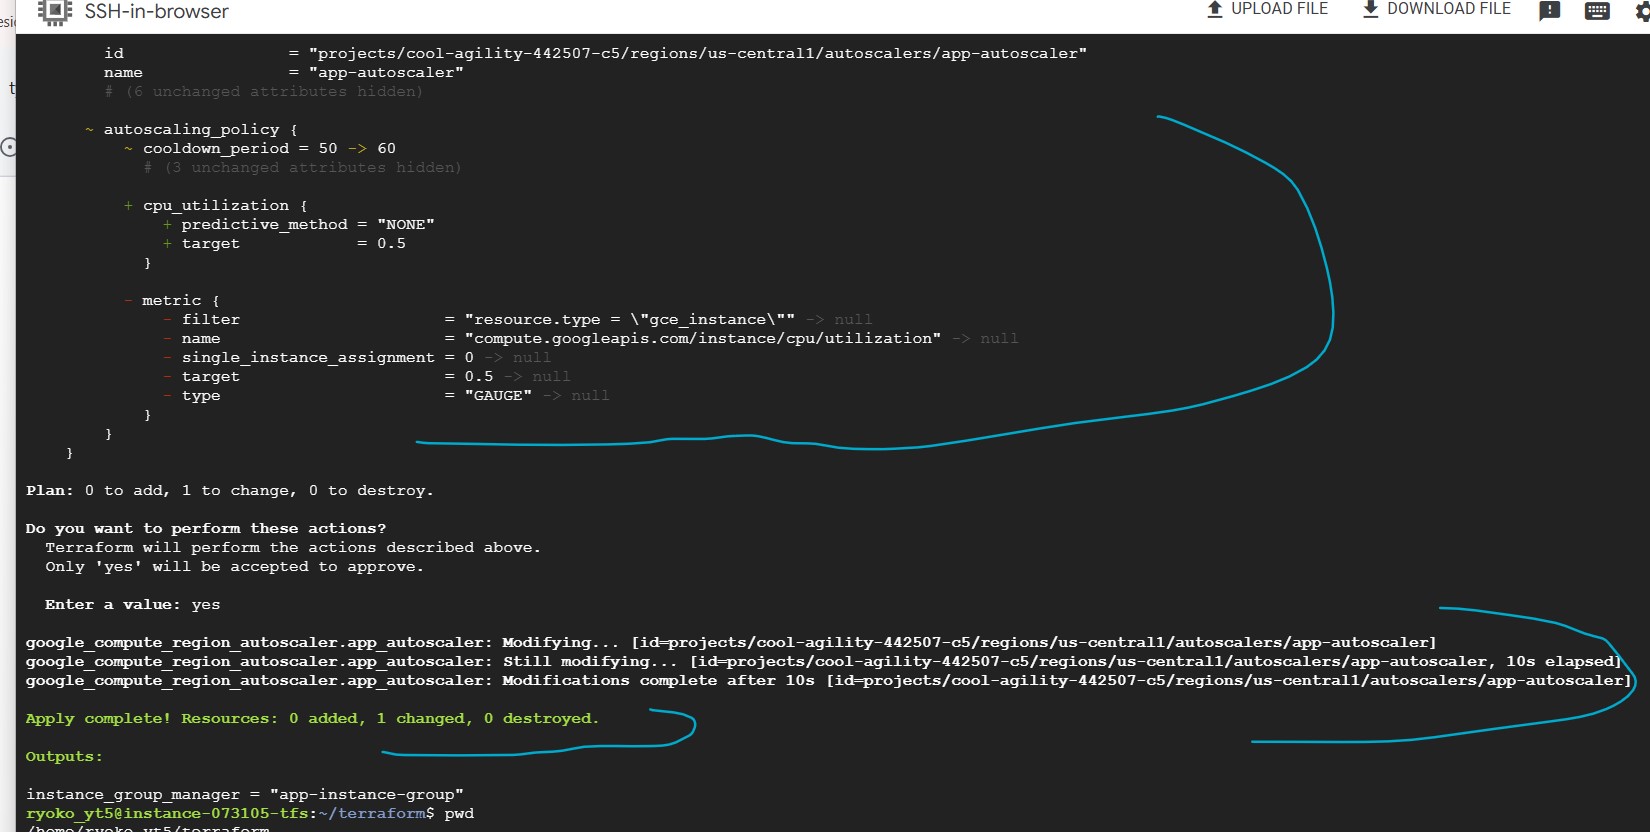 SSH-in-browser
UPLOAD FILE
DOWNLOAD FILE
id = "projects/cool-agility-442507-c5/regions/us-central1/autoscalers/app-autoscaler"
name = "app-autoscaler"
# (6 unchanged attributes hidden)
~ autoscaling_policy {
~ cooldown_period = 50 -> 60
# (3 unchanged attributes hidden)
+ cpu_utilization {
+ predictive_method = "NONE"
+ target = 0.5
}
- metric {
- filter = "resource.type = \"gce_instance\"" -> null
- name = "compute.googleapis.com/instance/cpu/utilization" -> null
- single_instance_assignment = 0 -> null
- target = 0.5 -> null
- type = "GAUGE" -> null
}
}
}
Plan: 0 to add, 1 to change, 0 to destroy.
Do you want to perform these actions?
Terraform will perform the actions described above.
Only 'yes' will be accepted to approve.
Enter a value: yes
google_compute_region_autoscaler.app_autoscaler: Modifying... [id=projects/cool-agility-442507-c5/regions/us-central1/autoscalers/app-autoscaler]
google_compute_region_autoscaler.app_autoscaler: Still modifying... [id=projects/cool-agility-442507-c5/regions/us-central1/autoscalers/app-autoscaler, 10s elapsed]
google_compute_region_autoscaler.app_autoscaler: Modifications complete after 10s [id=projects/cool-agility-442507-c5/regions/us-central1/autoscalers/app-autoscaler]
Apply complete! Resources: 0 added, 1 changed, 0 destroyed.
Outputs:
instance_group_manager = "app-instance-group"
ryoko_yt5@instance-073105-tfs:~/terraform$ pwd
/home/ryoko_yt5/terraform